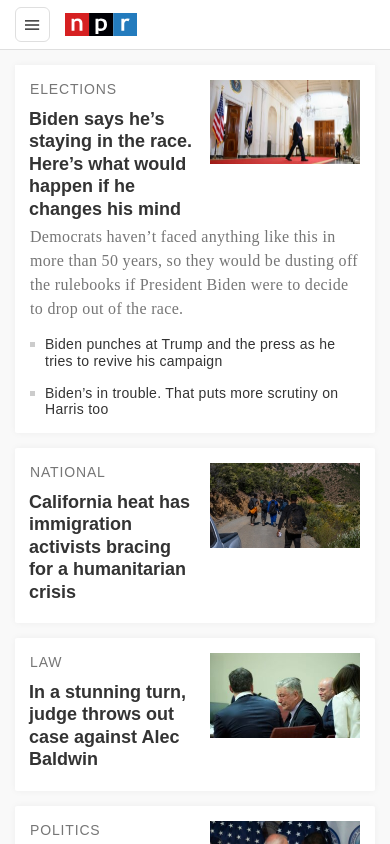 npr
ELECTIONS
Biden says he’s
staying in the race.
Here’s what would
happen if he
changes his mind
Democrats haven’t faced anything like this in
more than 50 years, so they would be dusting off
the rulebooks if President Biden were to decide
to drop out of the race.
Biden punches at Trump and the press as he
tries to revive his campaign
Biden’s in trouble. That puts more scrutiny on
Harris too
NATIONAL
California heat has
immigration
activists bracing
for a humanitarian
crisis
LAW
In a stunning turn,
judge throws out
case against Alec
Baldwin
POLITICS